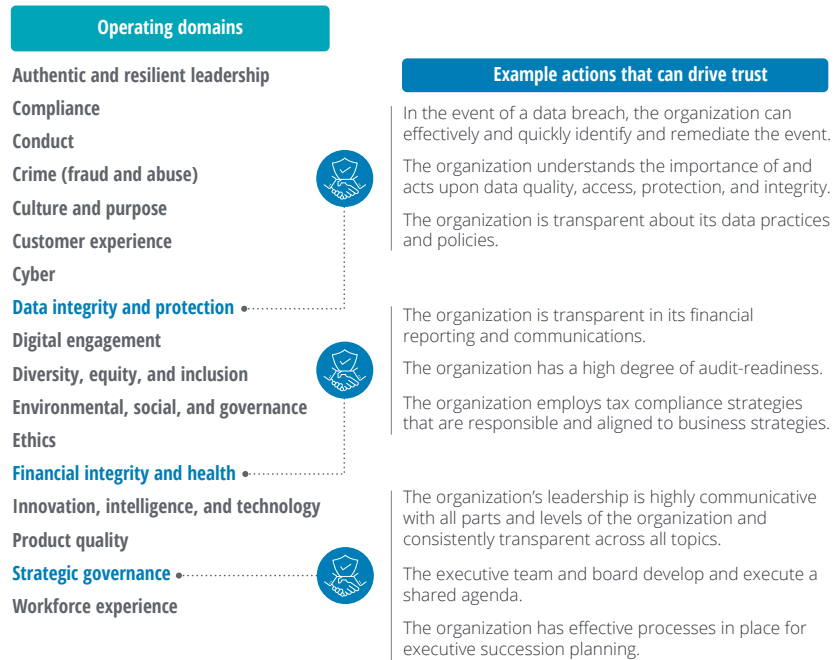 Operating domains
Authentic and resilient leadership
Compliance
Conduct
Crime (fraud and abuse)
Culture and purpose
Customer experience
Cyber
Data integrity and protection
Digital engagement
Diversity, equity, and inclusion
Environmental, social, and governance
Ethics
Financial integrity and health
Innovation, intelligence, and technology
Product quality
Strategic governance
Workforce experience
Example actions that can drive trust
In the event of a data breach, the organization can
effectively and quickly identify and remediate the event.
The organization understands the importance of and
acts upon data quality, access, protection, and integrity.
The organization is transparent about its data practices
and policies.
The organization is transparent in its financial
reporting and communications.
The organization has a high degree of audit-readiness.
The organization employs tax compliance strategies
that are responsible and aligned to business strategies.
The organization’s leadership is highly communicative
with all parts and levels of the organization and
consistently transparent across all topics.
The executive team and board develop and execute a
shared agenda.
The organization has effective processes in place for
executive succession planning.